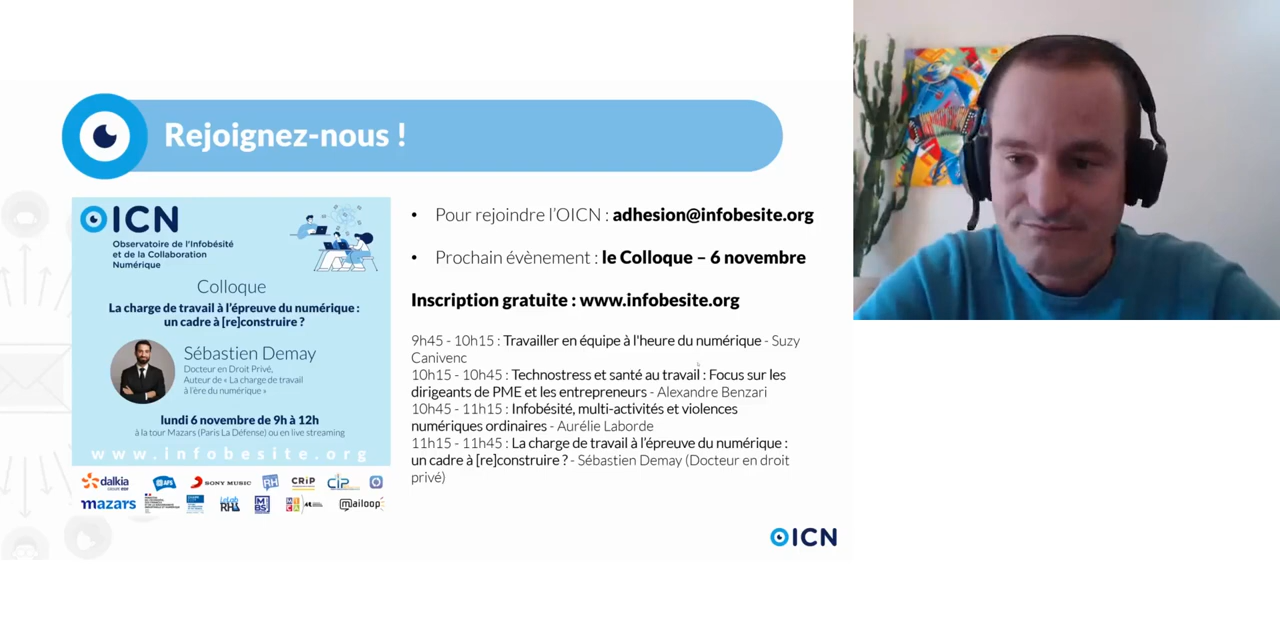 Rejoignez-nous !
OICN
Observatoire de l'Infobésité
et de la Collaboration
Numérique
Colloque
La charge de travail à l'épreuve du numérique :
un cadre à [re]construire ?
Sébastien Demay
Docteur en Droit Privé,
Auteur de « La charge de travail
à l'ère du numérique »
lundi 6 novembre de 9h à 12h
à la tour Mazars (Paris La Défense) ou en live streaming
www.infobesite.org
dalkia
SONY MUSIC
RH
CRiP
mazars
mailoop
• Pour rejoindre l'OICN : adhesion@infobesite.org
• Prochain évènement : le Colloque – 6 novembre
Inscription gratuite : www.infobesite.org
9h45 - 10h15 : Travailler en équipe à l'heure du numérique - Suzy
Canivenc
10h15 - 10h45 : Technostress et santé au travail : Focus sur les
dirigeants de PME et les entrepreneurs - Alexandre Benzari
10h45 - 11h15 : Infobésité, multi-activités et violences
numériques ordinaires - Aurélie Laborde
11h15 - 11h45 : La charge de travail à l'épreuve du numérique :
un cadre à [re]construire ? - Sébastien Demay (Docteur en droit
privé)
OICN